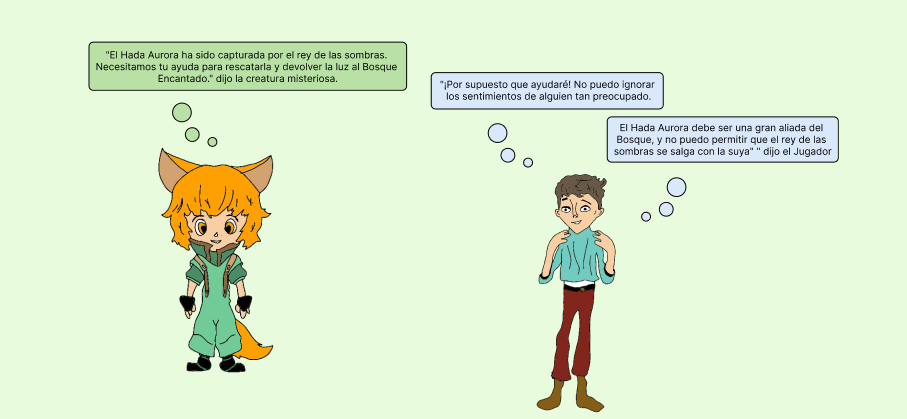 "El Hada Aurora ha sido capturada por el rey de las sombras.
Necesitamos tu ayuda para rescatarla y devolver la luz al Bosque
Encantado." dijo la creatura misteriosa.
"¡Por supuesto que ayudaré! No puedo ignorar
los sentimientos de alguien tan preocupado.
El Hada Aurora debe ser una gran aliada del
Bosque, y no puedo permitir que el rey de las
sombras se salga con la suya" " dijo el Jugador